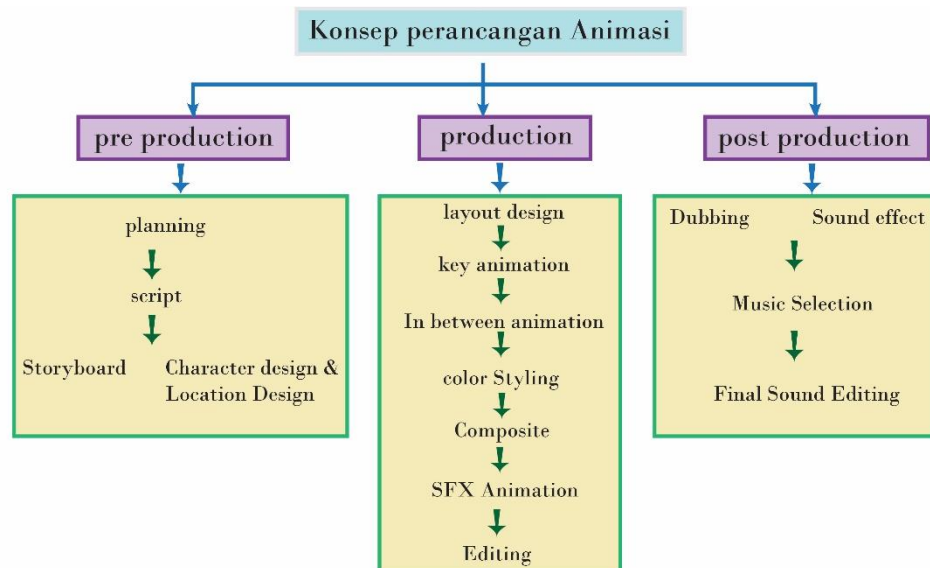 Konsep perancangan Animasi
pre production
production
post production
planning
script
Storyboard
Character design &
Location Design
layout design
key animation
In between animation
color Styling
Composite
SFX Animation
Editing
Dubbing
Sound effect
Music Selection
Final Sound Editing